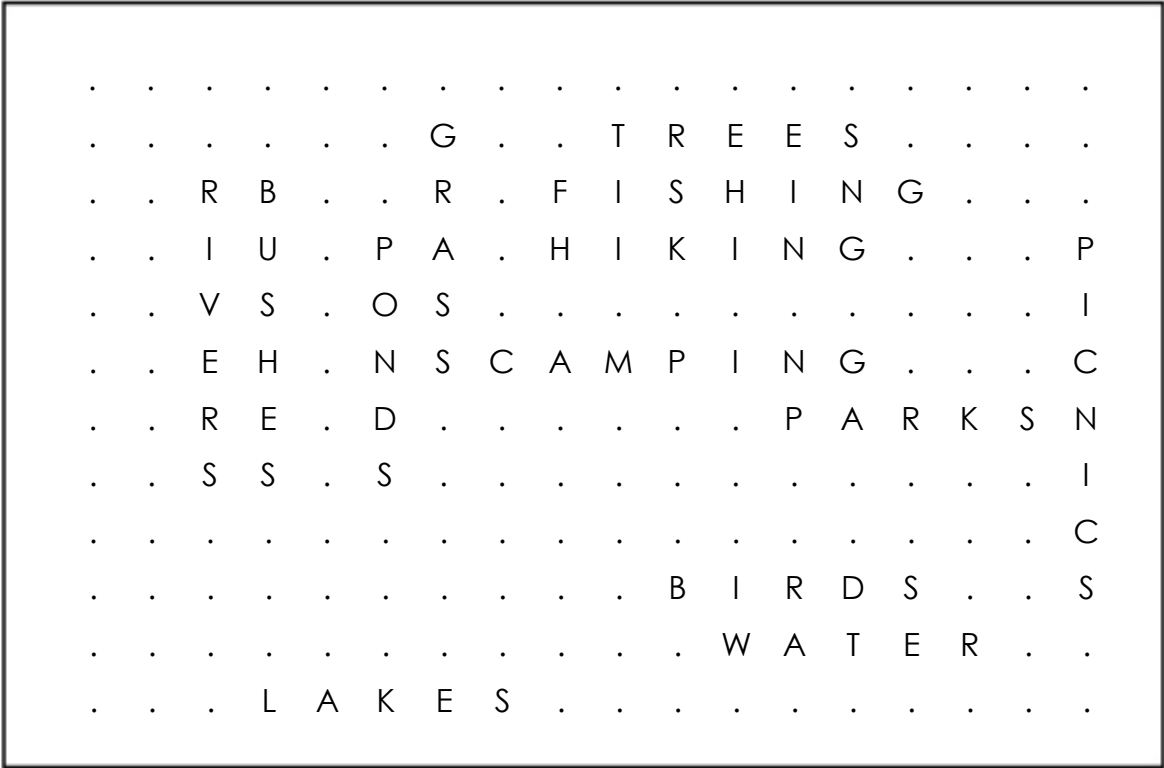 . . . . . . . . . . . . . . . . . .
. . . . . . G . . T R E E S . . . .
. . R B . . R . F I S H I N G . . .
. . I U . P A . H I K I N G . . . P
. . V S . O S . . . . . . . . . . I
. . E H . N S C A M P I N G . . . C
. . R E . D . . . . . . P A R K S N
. . S S . S . . . . . . . . . . . I
. . . . . . . . . . . . . . . . . C
. . . . . . . . . . B I R D S . . S
. . . . . . . . . . . W A T E R . .
. . . L A K E S . . . . . . . . . .